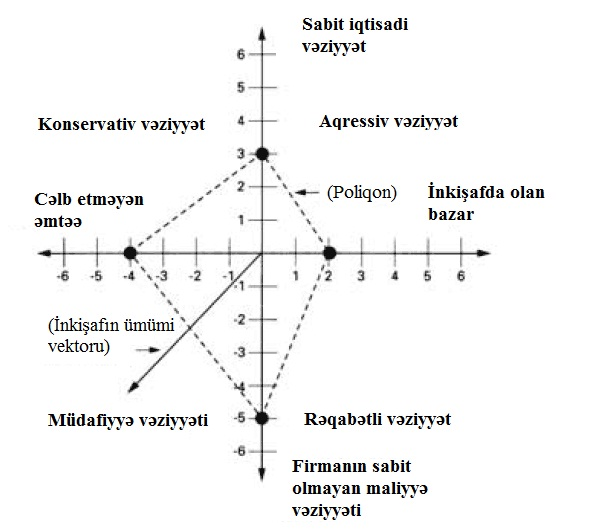 Sabit iqtisadi
vəziyyət
6
5
4
3
2
1
Konservativ vəziyyət
Aqressiv vəziyyət
(Poliqon)
Cəlb etməyən
əmtəə
İnkişafda olan
bazar
-6 -5 -4 -3 -2 -1 1 2 3 4 5 6
-1
-2
-3
-4
-5
-6
(İnkişafın ümümi
vektoru)
Müdafiyyə vəziyyəti
Rəqabətli vəziyyət
Firmanın sabit
olmayan maliyyə
vəziyyəti